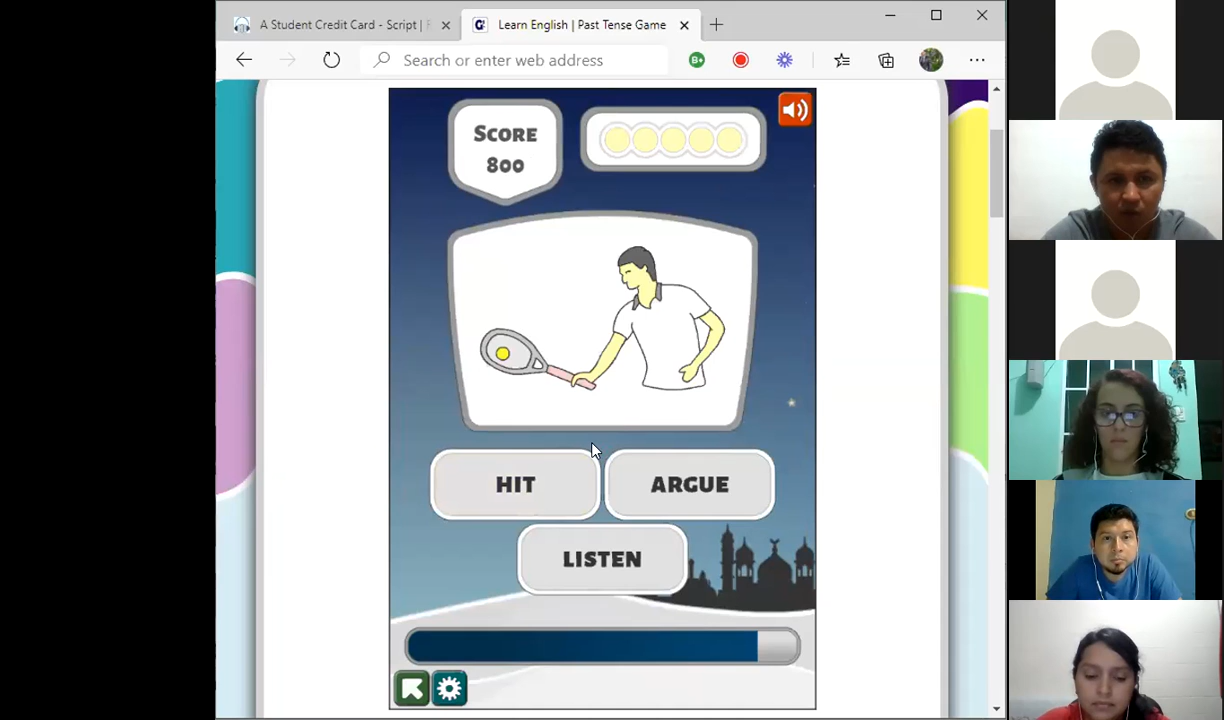 A Student Credit Card - Script |
Learn English | Past Tense Game
Search or enter web address
B+
SCORE
800
HIT
ARGUE
LISTEN